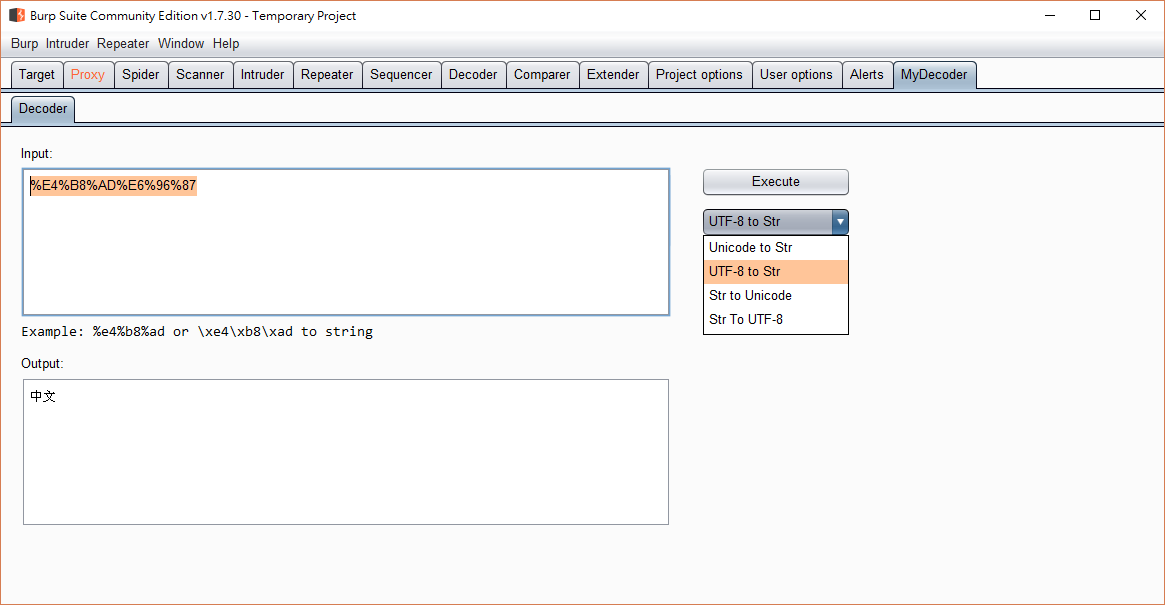 Burp Suite Community Edition v1.7.30 - Temporary Project
Burp Intruder Repeater Window Help
Target Proxy Spider Scanner Intruder Repeater Sequencer Decoder Comparer Extender Project options User options Alerts MyDecoder
Decoder
Input:
%E4%B8%AD%E6%96%87
Execute
UTF-8 to Str
Unicode to Str
UTF-8 to Str
Str to Unicode
Str To UTF-8
Example: %e4%b8%ad or \xe4\xb8\xad to string
Output:
中文